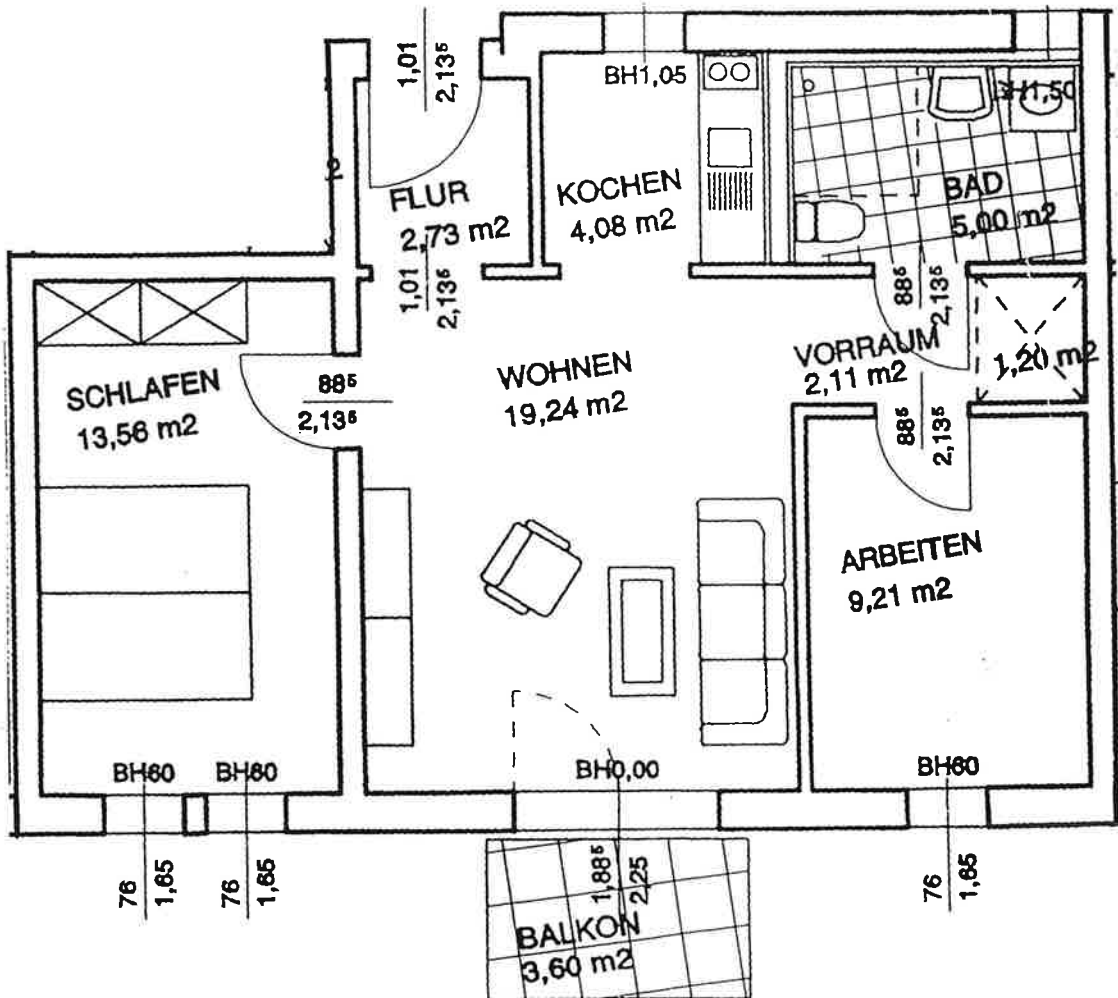 1,01
2,13⁵
BH1,05
BH1,50
FLUR
2,73 m2
KOCHEN
4,08 m2
BAD
5,00 m2
1,01
2,13⁵
88⁵
2,13⁵
SCHLAFEN
13,56 m2
88⁵
2,13⁵
WOHNEN
19,24 m2
VORRAUM
2,11 m2
1,20 m2
88⁵
2,13⁵
ARBEITEN
9,21 m2
BH60
BH60
BH0,00
BH60
76
1,65
76
1,65
1,88⁵
2,25
76
1,65
BALKON
3,60 m2